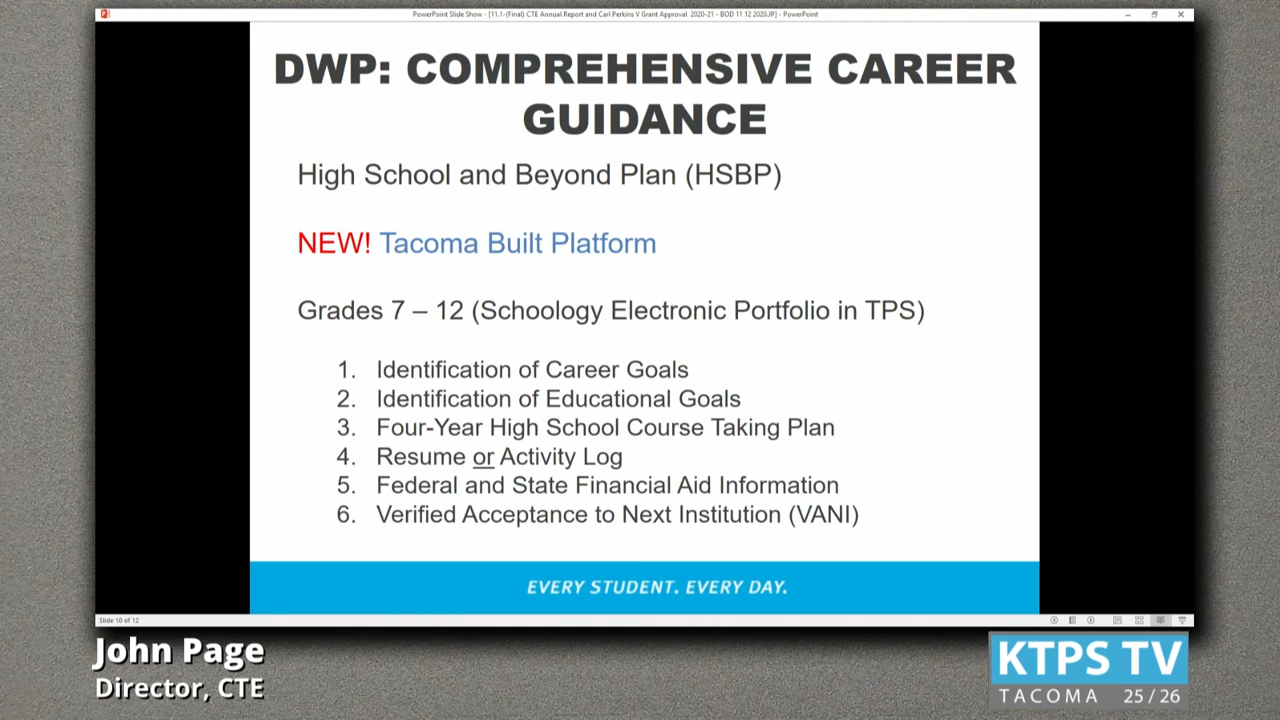 PowerPoint Slide Show - [11.1-(Final) CTE Annual Report and Carl Perkins V Grant Approval 2020-21 - BOD 11 12 2020.JP] - PowerPoint
DWP: COMPREHENSIVE CAREER
GUIDANCE
High School and Beyond Plan (HSBP)
NEW! Tacoma Built Platform
Grades 7 – 12 (Schoology Electronic Portfolio in TPS)
1. Identification of Career Goals
2. Identification of Educational Goals
3. Four-Year High School Course Taking Plan
4. Resume or Activity Log
5. Federal and State Financial Aid Information
6. Verified Acceptance to Next Institution (VANI)
EVERY STUDENT. EVERY DAY.
Slide 10 of 12
John Page
Director, CTE
KTPS TV
TACOMA 25/26